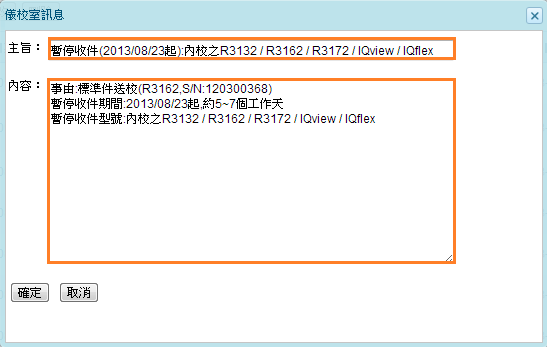 儀校室訊息
主旨：
暫停收件(2013/08/23起):內校之R3132 / R3162 / R3172 / IQview / IQflex
內容：
事由:標準件送校(R3162,S/N:120300368)
暫停收件期間:2013/08/23起,約5~7個工作天
暫停收件型號:內校之R3132 / R3162 / R3172 / IQview / IQflex
確定 取消